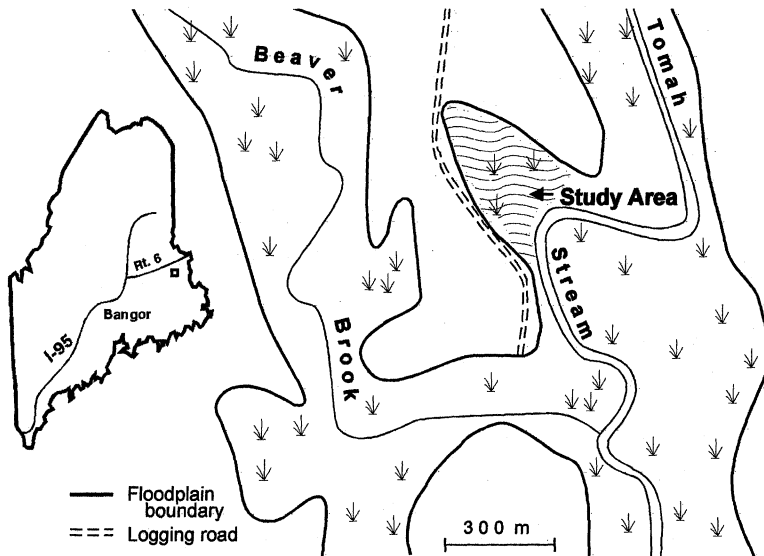 Beaver
Brook
Tomah
Stream
Study Area
Rt. 6
Bangor
I-95
Floodplain
boundary
Logging road
300 m